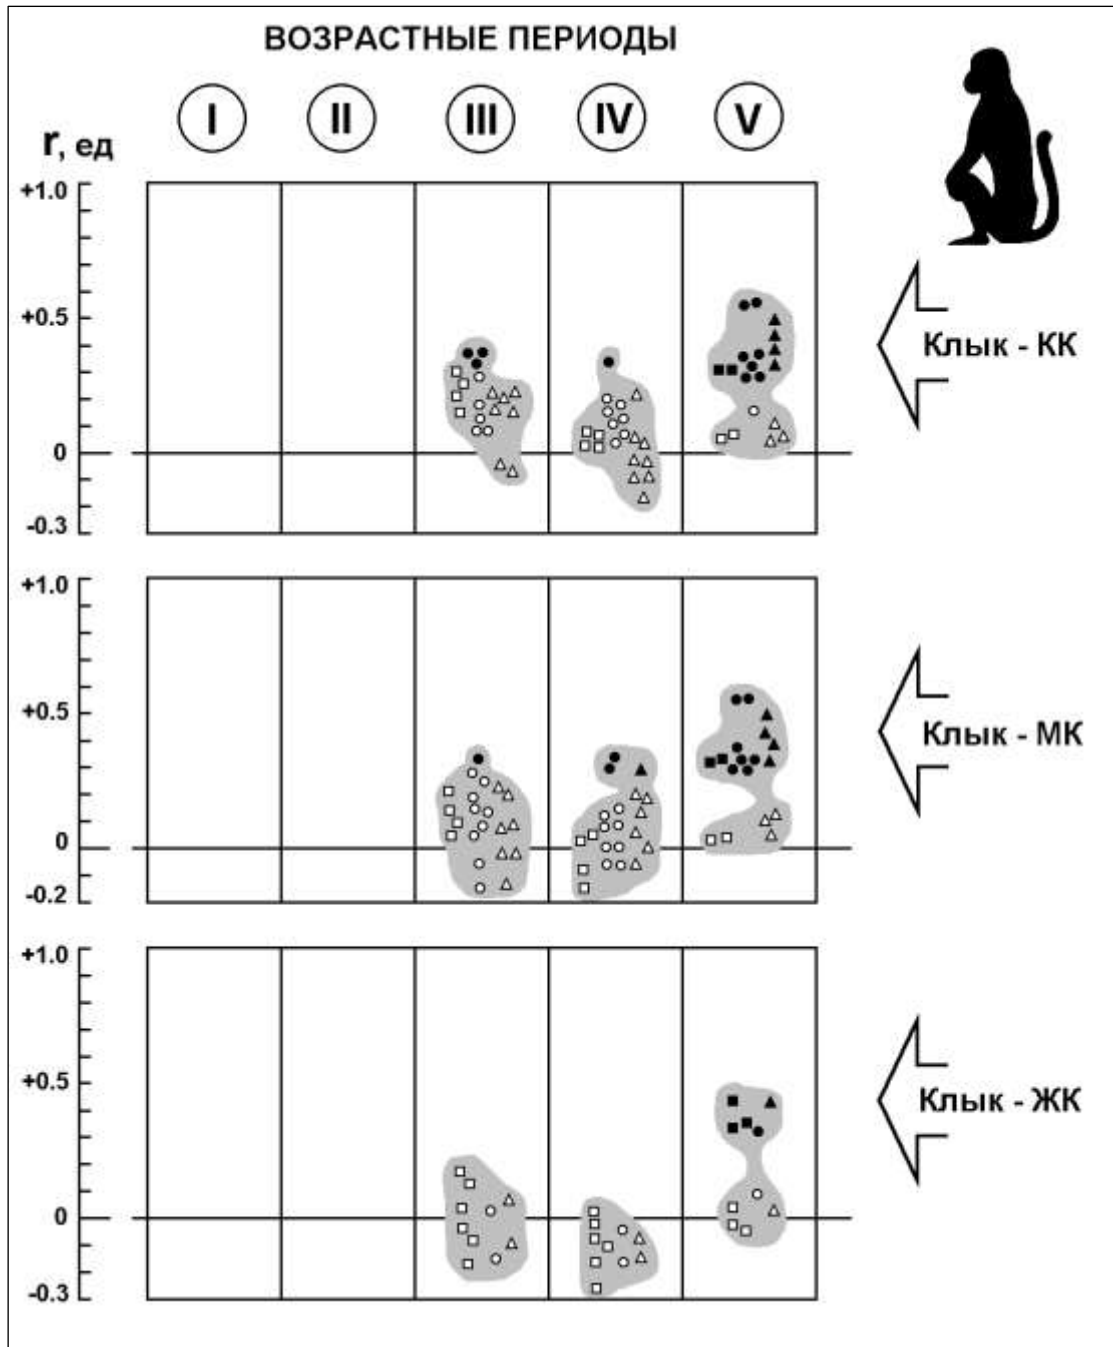 ВОЗРАСТНЫЕ ПЕРИОДЫ
I II III IV V
r, ед
+1.0
+0.5
0
-0.3
Клык - КК
+1.0
+0.5
0
-0.2
Клык - МК
+1.0
+0.5
0
-0.3
Клык - ЖК